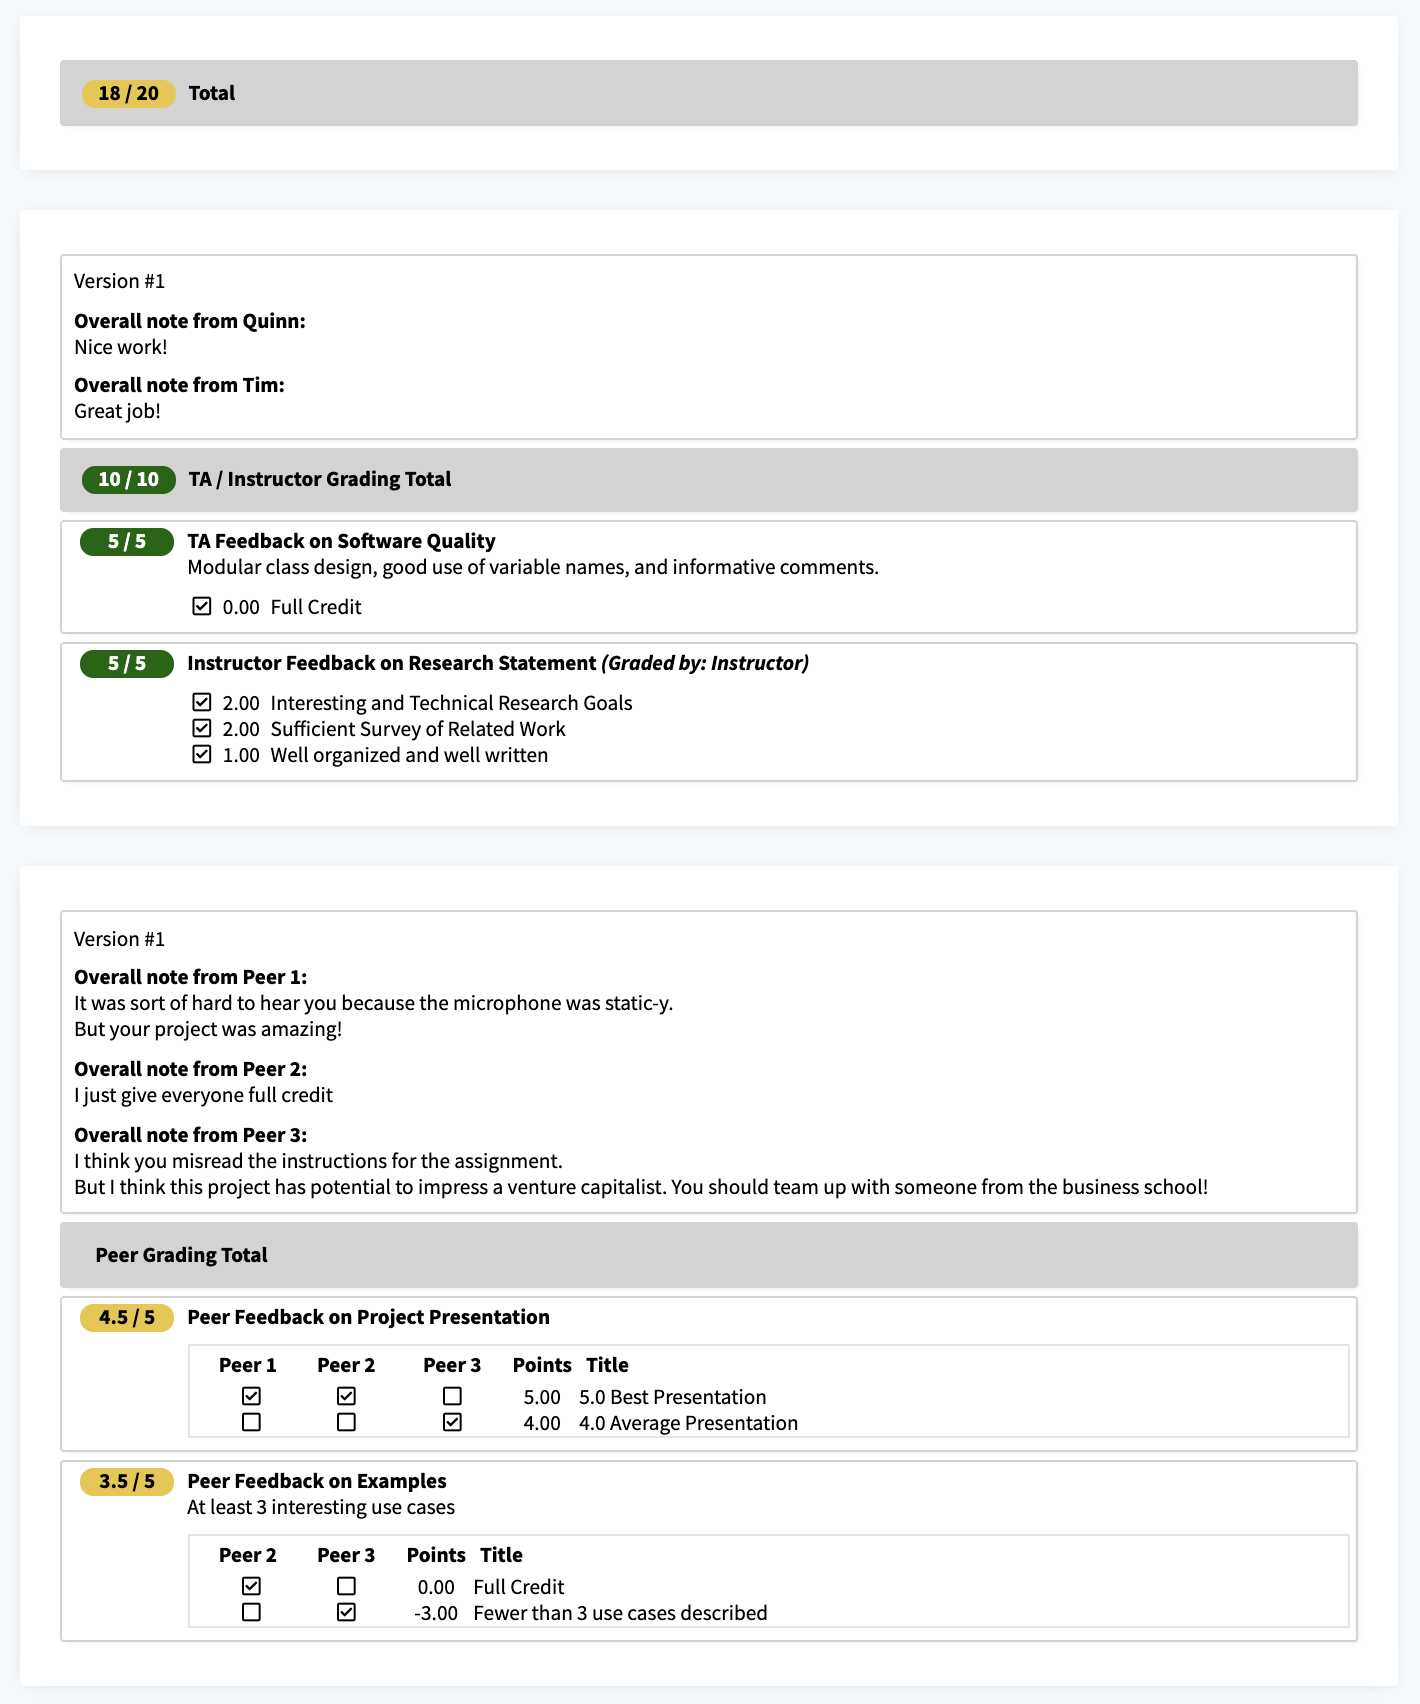 18 / 20 Total
Version #1
Overall note from Quinn:
Nice work!
Overall note from Tim:
Great job!
10 / 10 TA / Instructor Grading Total
5 / 5 TA Feedback on Software Quality
Modular class design, good use of variable names, and informative comments.
0.00 Full Credit
5 / 5 Instructor Feedback on Research Statement (Graded by: Instructor)
2.00 Interesting and Technical Research Goals
2.00 Sufficient Survey of Related Work
1.00 Well organized and well written
Version #1
Overall note from Peer 1:
It was sort of hard to hear you because the microphone was static-y.
But your project was amazing!
Overall note from Peer 2:
I just give everyone full credit
Overall note from Peer 3:
I think you misread the instructions for the assignment.
But I think this project has potential to impress a venture capitalist. You should team up with someone from the business school!
Peer Grading Total
4.5 / 5 Peer Feedback on Project Presentation
Peer 1 Peer 2 Peer 3 Points Title
5.00 5.0 Best Presentation
4.00 4.0 Average Presentation
3.5 / 5 Peer Feedback on Examples
At least 3 interesting use cases
Peer 2 Peer 3 Points Title
0.00 Full Credit
-3.00 Fewer than 3 use cases described